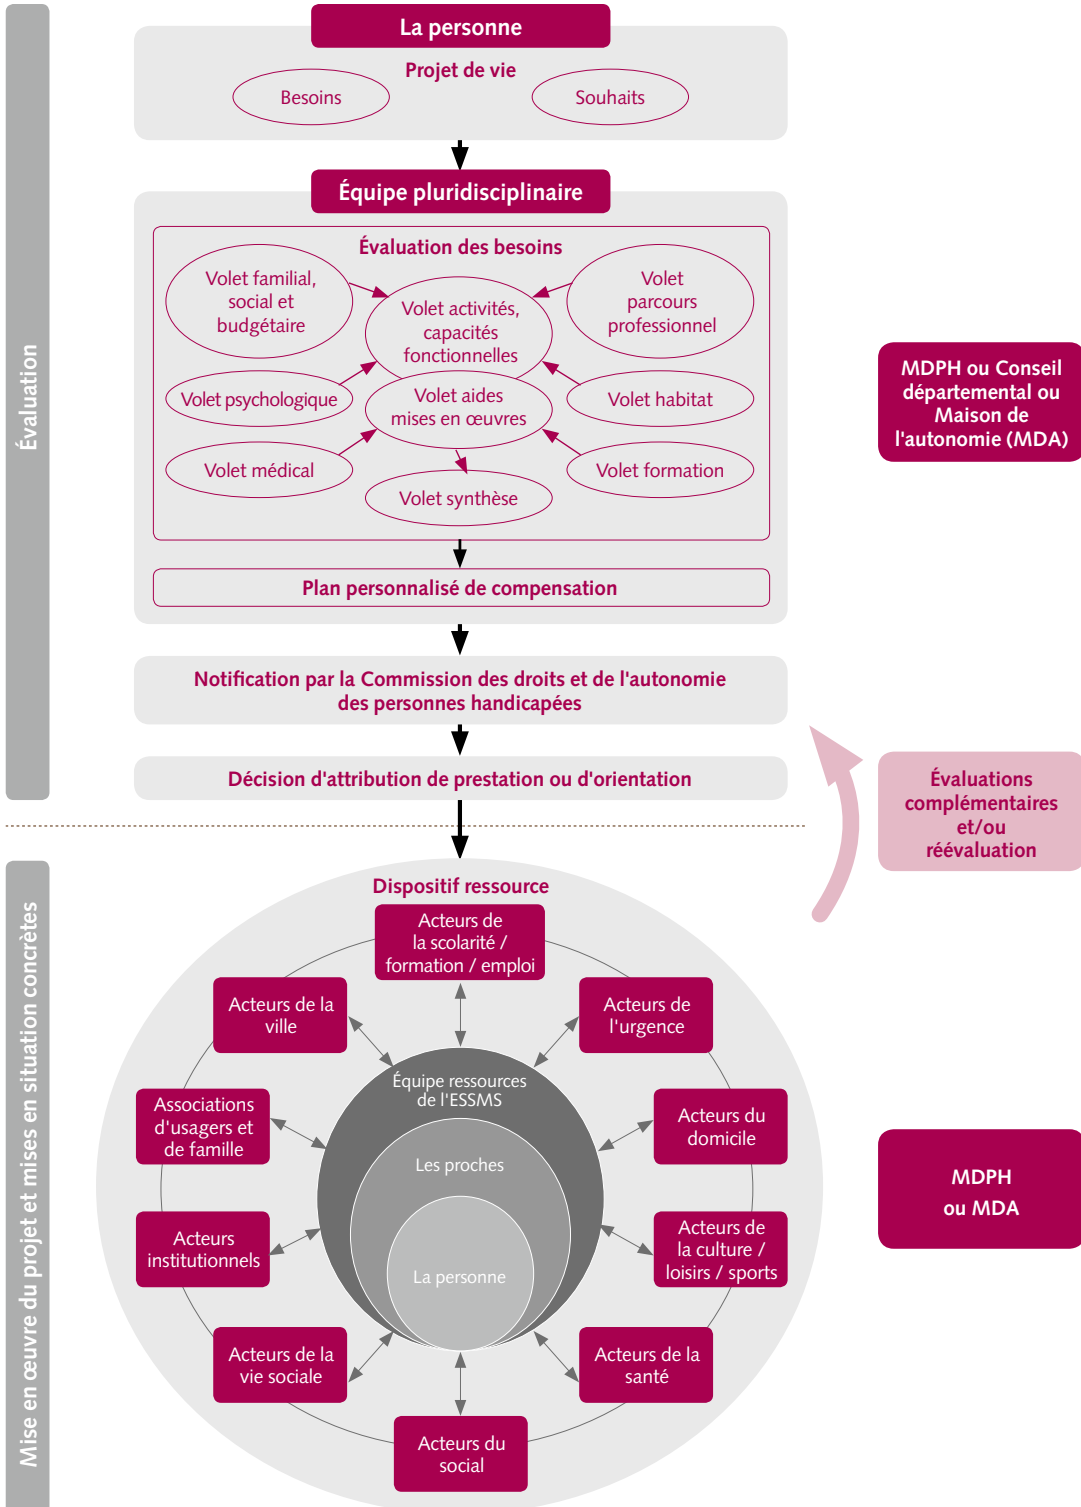 La personne
Projet de vie
Besoins
Souhaits
Équipe pluridisciplinaire
Évaluation des besoins
Volet familial,
social et
budgétaire
Volet
parcours
professionnel
Volet activités,
capacités
fonctionnelles
Volet psychologique
Volet aides
mises en œuvres
Volet habitat
Volet médical
Volet formation
Volet synthèse
Plan personnalisé de compensation
Notification par la Commission des droits et de l'autonomie
des personnes handicapées
Décision d'attribution de prestation ou d'orientation
Évaluation
MDPH ou Conseil
départemental ou
Maison de
l'autonomie (MDA)
Évaluations
complémentaires
et/ou
réévaluation
Mise en œuvre du projet et mises en situation concrètes
Dispositif ressource
Acteurs de
la scolarité /
formation / emploi
Acteurs de la
ville
Acteurs de
l'urgence
Associations
d'usagers et
de famille
Acteurs du
domicile
Équipe ressources
de l'ESSMS
Les proches
La personne
Acteurs
institutionnels
Acteurs de
la culture /
loisirs / sports
Acteurs de la
vie sociale
Acteurs de la
santé
Acteurs du
social
MDPH
ou MDA